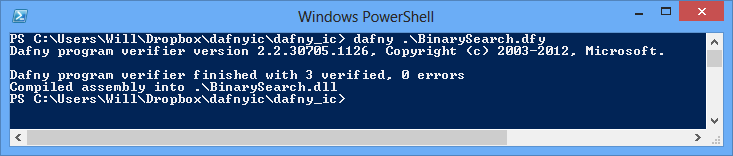 Windows PowerShell
PS C:\Users\Will\Dropbox\dafnyic\dafny_ic> dafny .\BinarySearch.dfy
Dafny program verifier version 2.2.30705.1126, Copyright (c) 2003-2012, Microsoft.
Dafny program verifier finished with 3 verified, 0 errors
Compiled assembly into .\BinarySearch.dll
PS C:\Users\Will\Dropbox\dafnyic\dafny_ic>